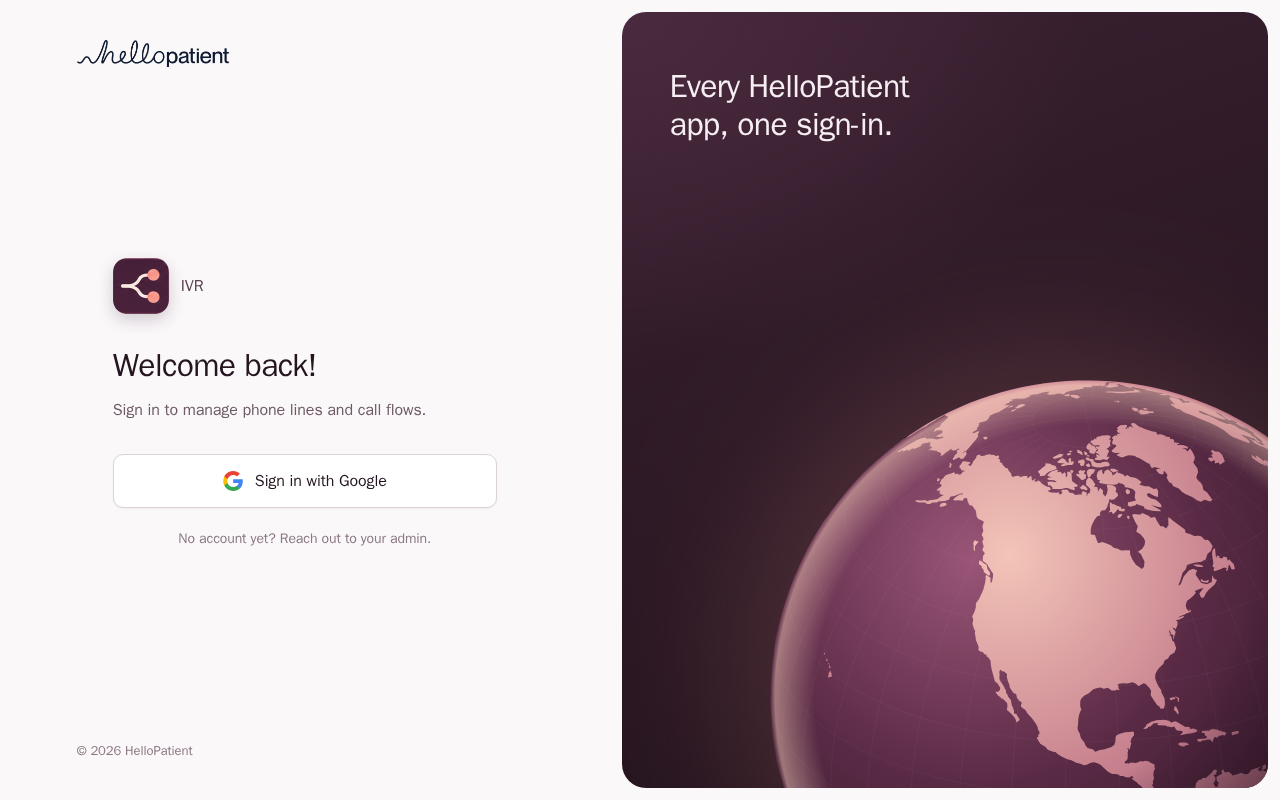 hellopatient
Every HelloPatient
app, one sign-in.
IVR
Welcome back!
Sign in to manage phone lines and call flows.
Sign in with Google
No account yet? Reach out to your admin.
© 2026 HelloPatient